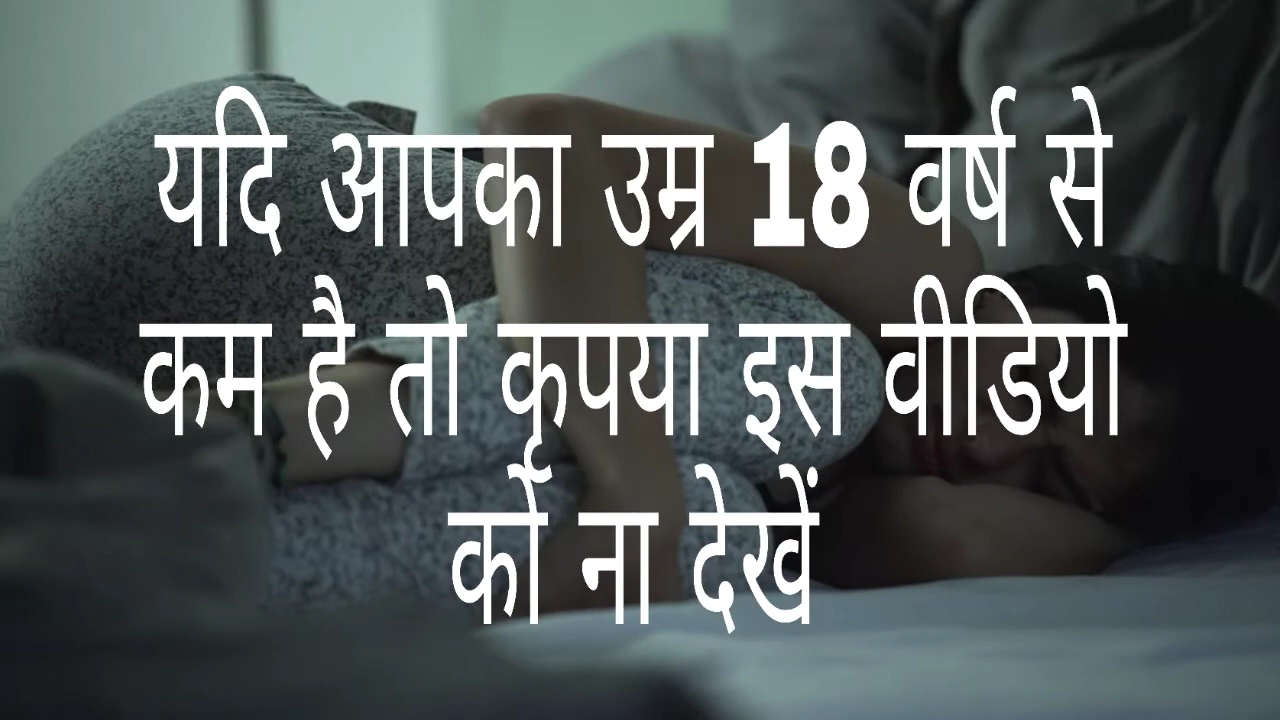 यदि आपका उम्र 18 वर्ष से
कम है तो कृपया इस वीडियो
को ना देखें